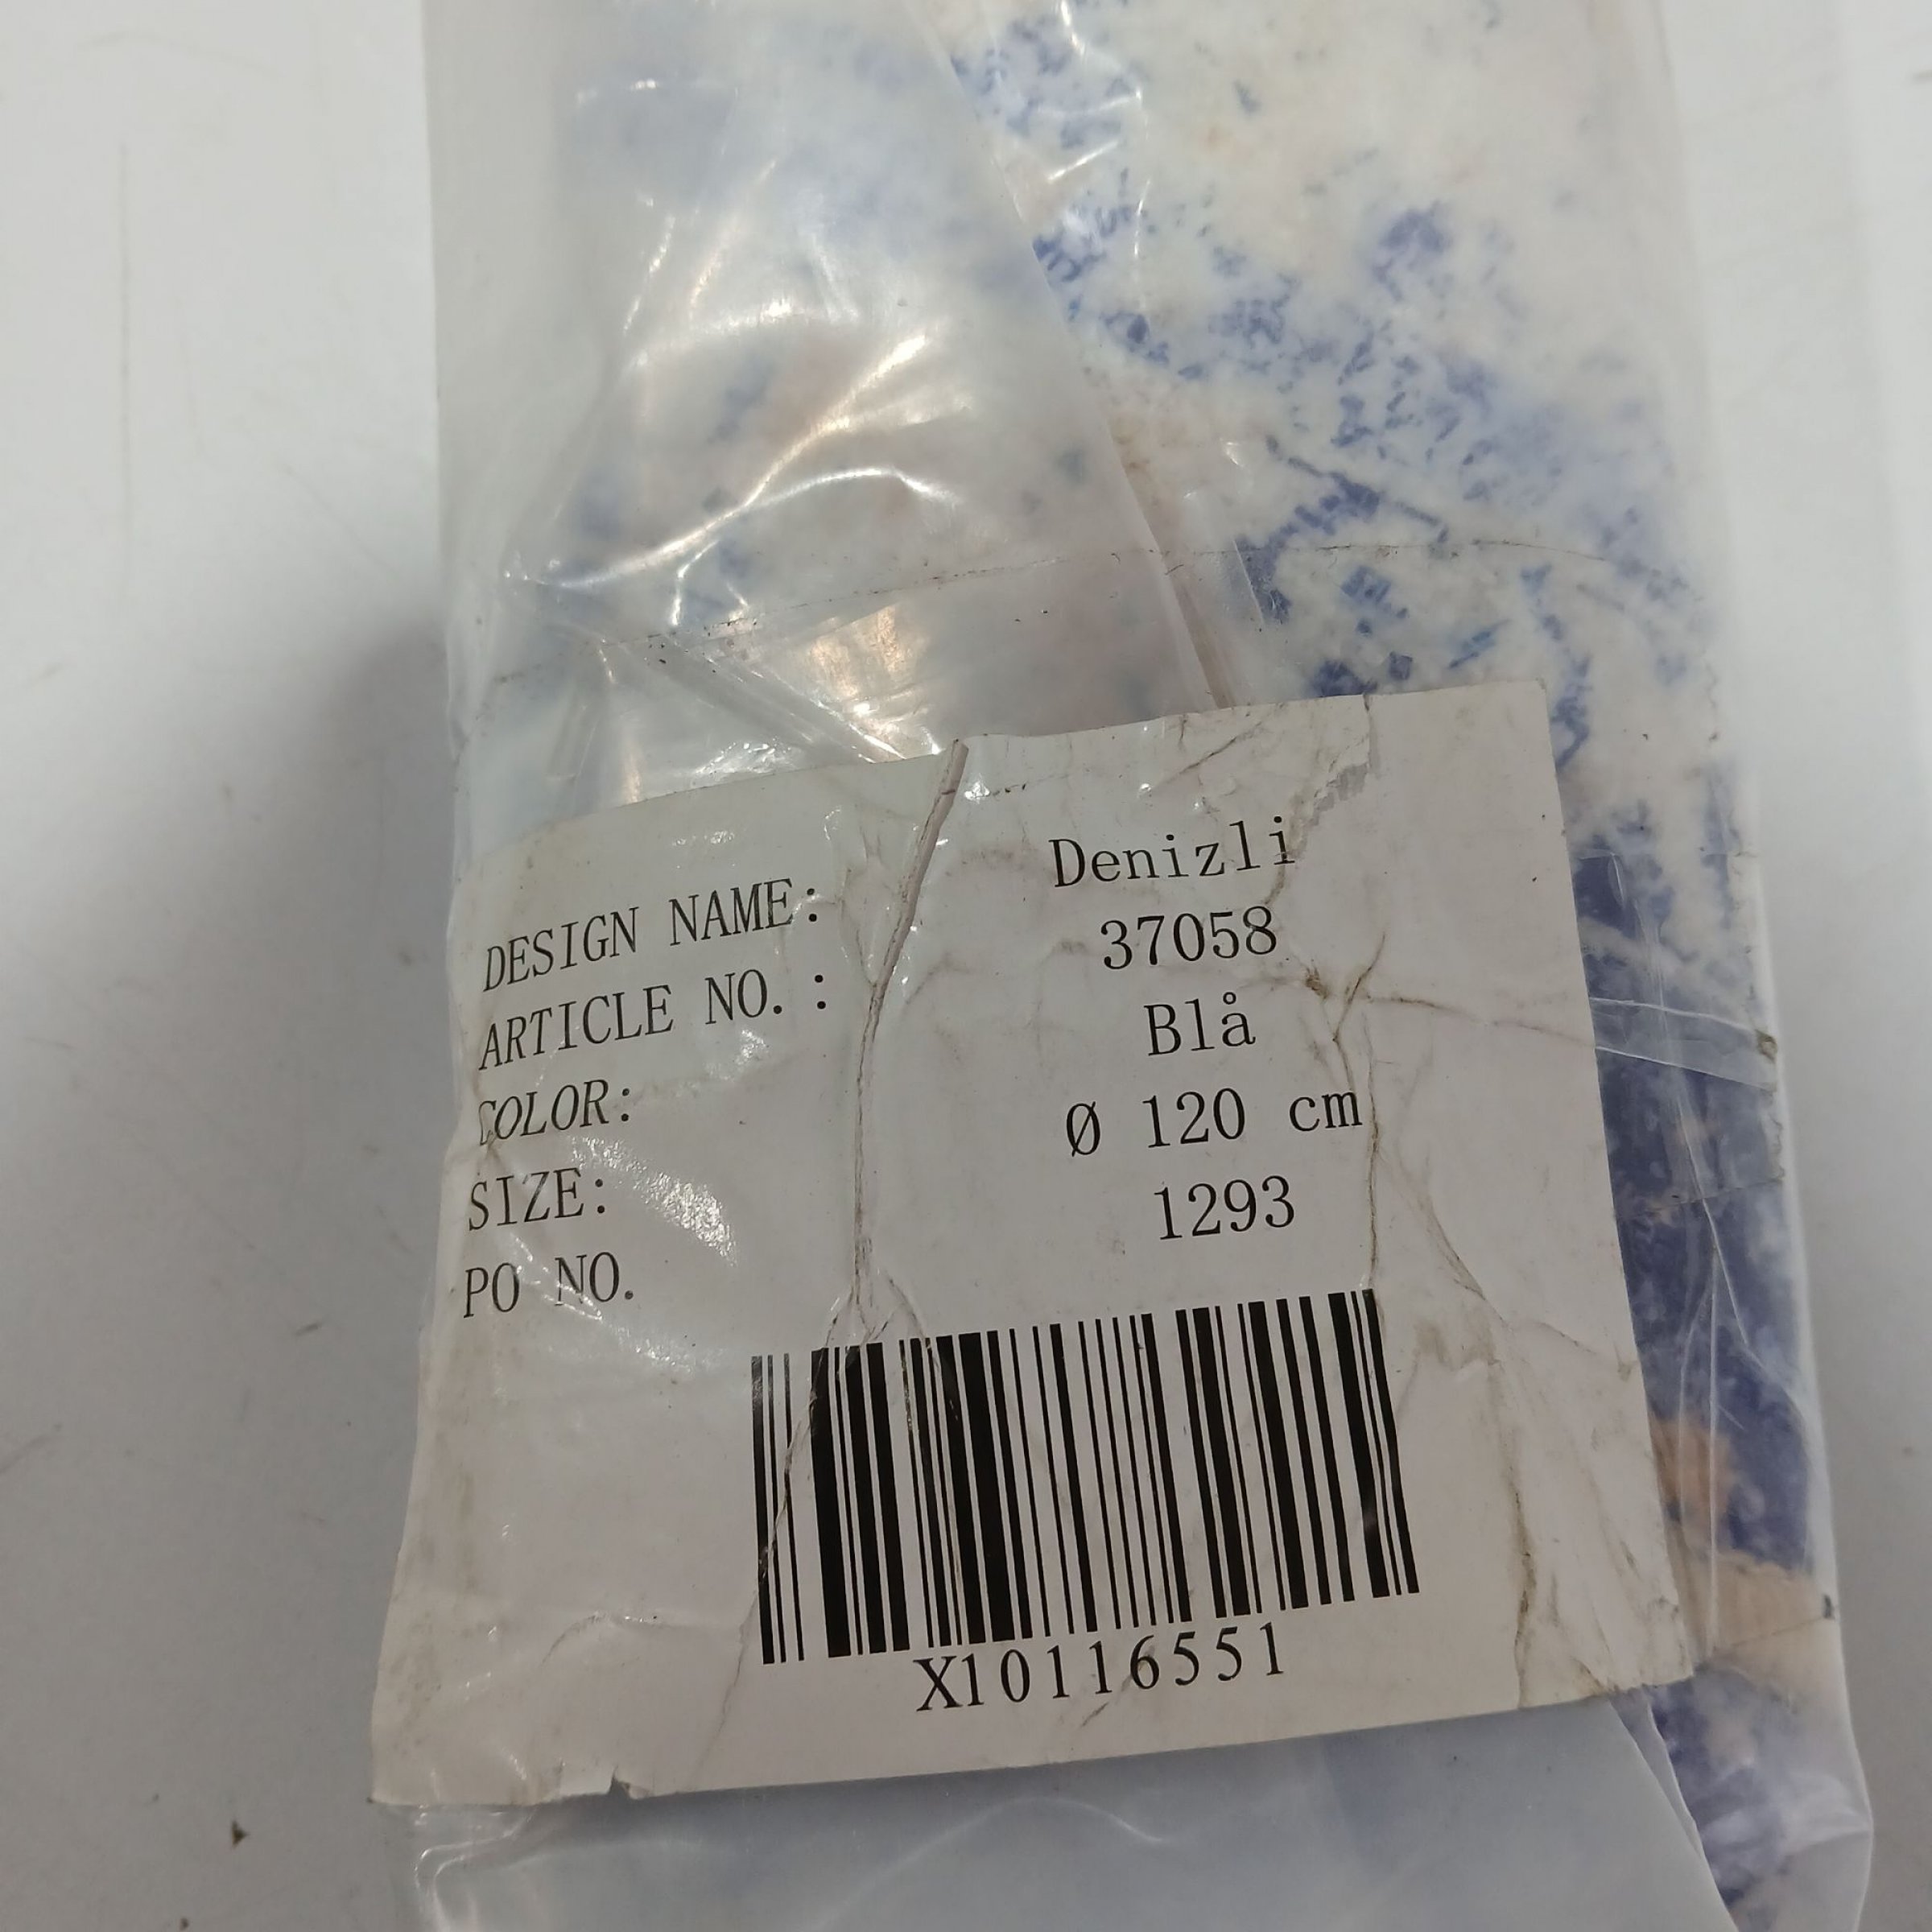 DESIGN NAME: Denizli
ARTICLE NO.: 37058
COLOR: Blå
SIZE: Ø 120 cm
PO NO. 1293
X10116551